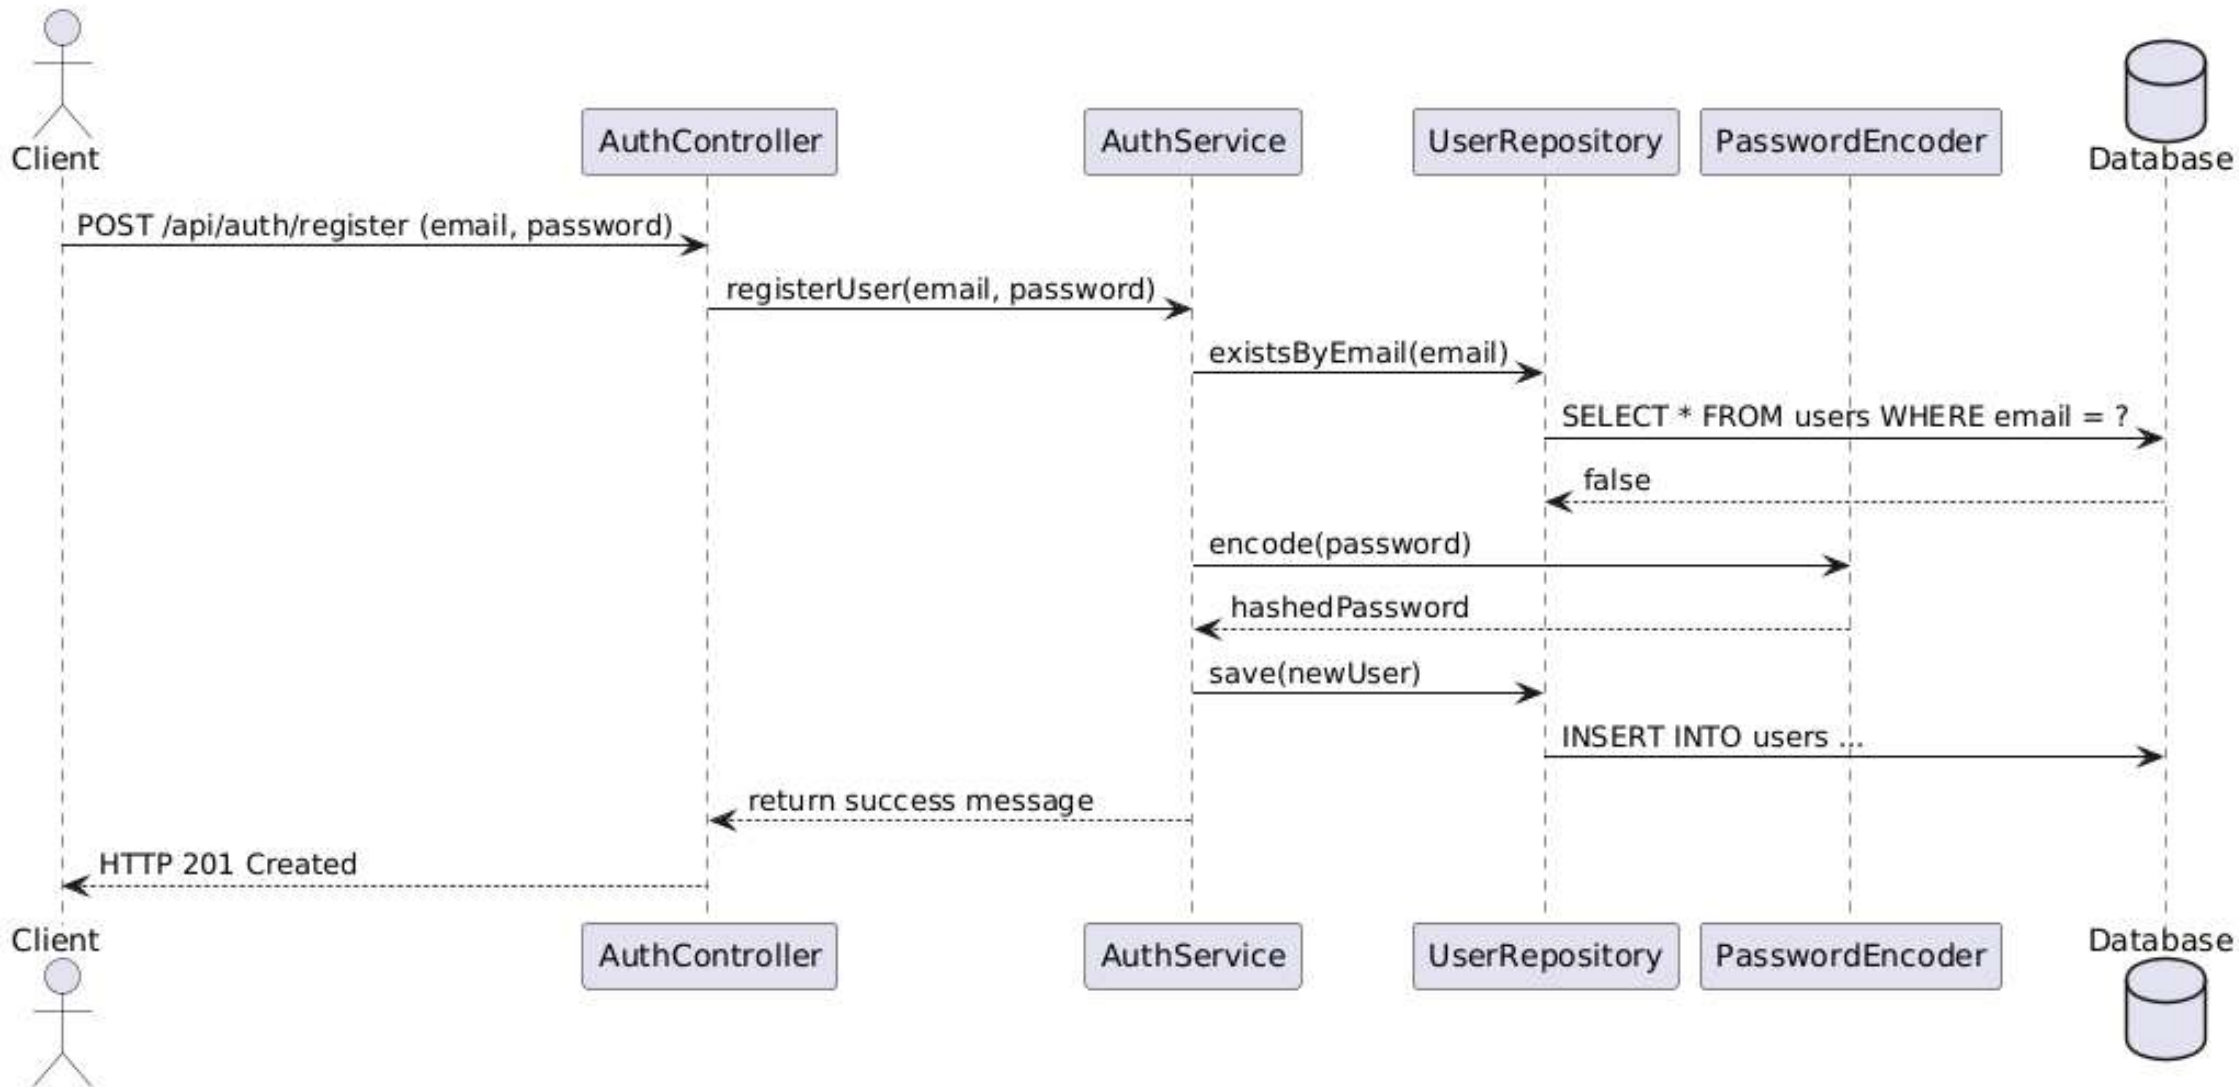 Client
AuthController
AuthService
UserRepository
PasswordEncoder
Database
POST /api/auth/register (email, password)
registerUser(email, password)
existsByEmail(email)
SELECT * FROM users WHERE email = ?
false
encode(password)
hashedPassword
save(newUser)
INSERT INTO users ...
return success message
HTTP 201 Created
Client
AuthController
AuthService
UserRepository
PasswordEncoder
Database